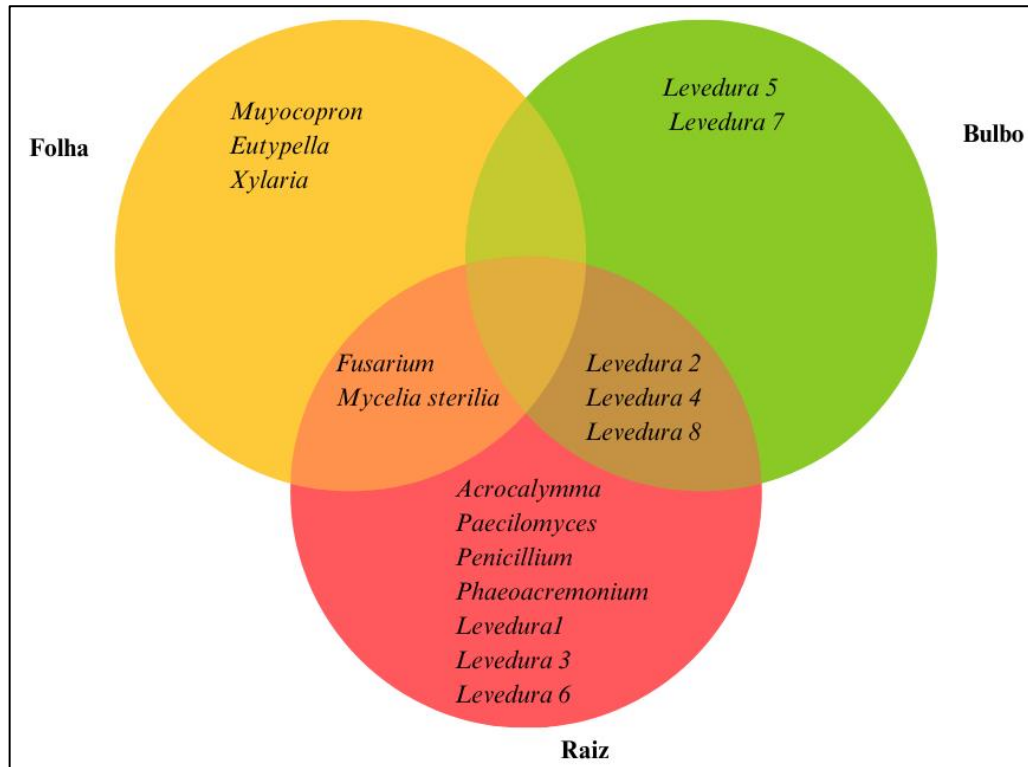 Folha
Muyocopron
Eutypella
Xylaria
Levedura 5
Levedura 7
Bulbo
Fusarium
Mycelia sterilia
Levedura 2
Levedura 4
Levedura 8
Acrocalymma
Paecilomyces
Penicillium
Phaeoacremonium
Levedura1
Levedura 3
Levedura 6
Raiz